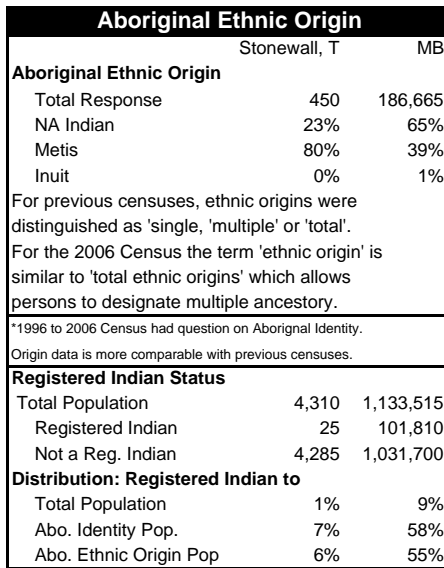 Aboriginal Ethnic Origin
Stonewall, T MB
Aboriginal Ethnic Origin
Total Response 450 186,665
NA Indian 23% 65%
Metis 80% 39%
Inuit 0% 1%
For previous censuses, ethnic origins were
distinguished as 'single, 'multiple' or 'total'.
For the 2006 Census the term 'ethnic origin' is
similar to 'total ethnic origins' which allows
persons to designate multiple ancestory.
*1996 to 2006 Census had question on Aborignal Identity.
Origin data is more comparable with previous censuses.
Registered Indian Status
Total Population 4,310 1,133,515
Registered Indian 25 101,810
Not a Reg. Indian 4,285 1,031,700
Distribution: Registered Indian to
Total Population 1% 9%
Abo. Identity Pop. 7% 58%
Abo. Ethnic Origin Pop 6% 55%